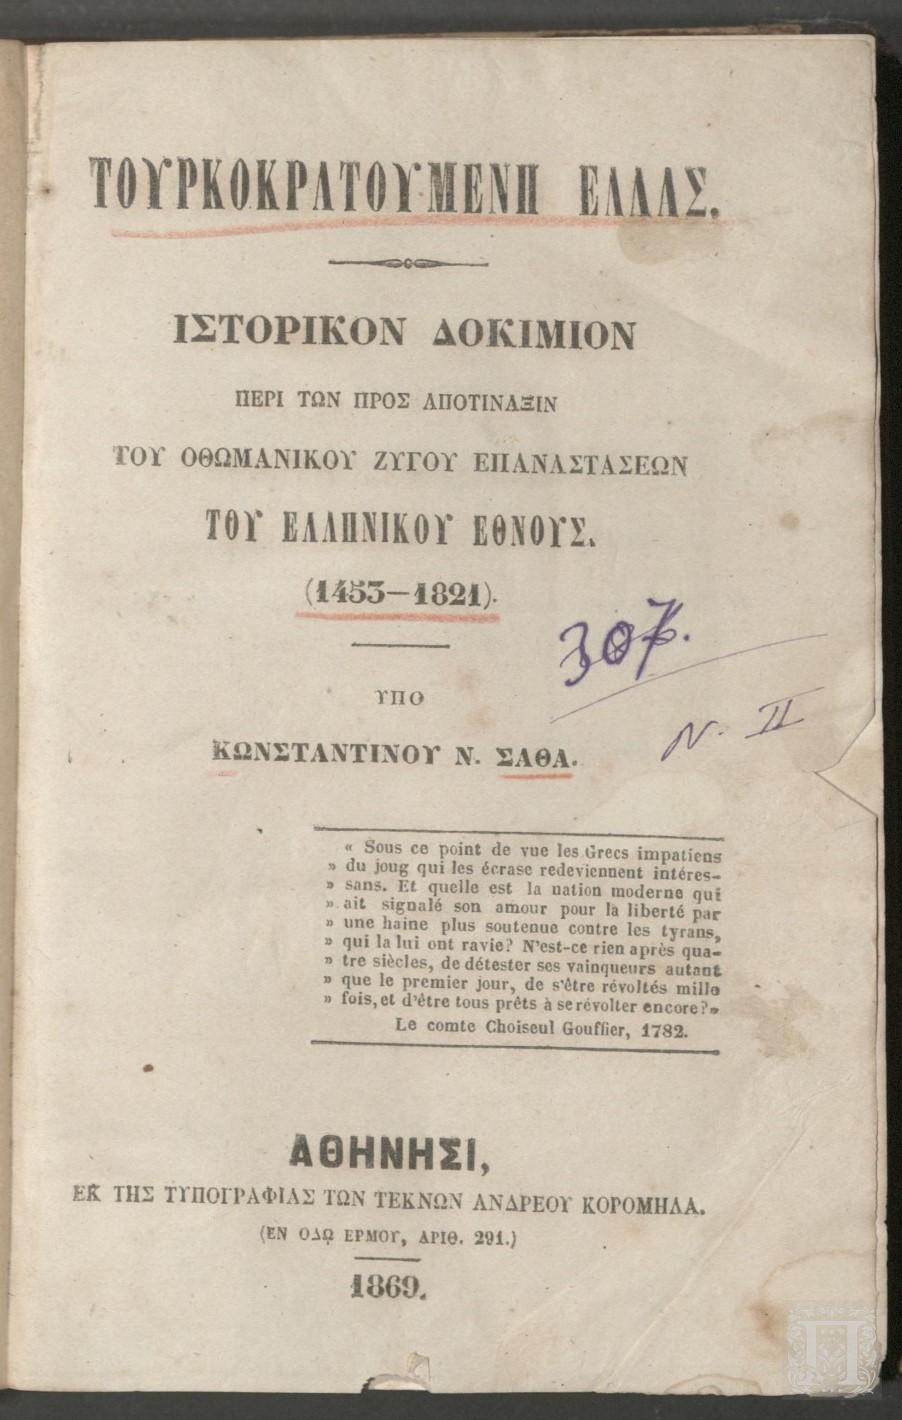 ΤΟΥΡΚΟΚΡΑΤΟΥΜΕΝΗ ΕΛΛΑΣ.
ΙΣΤΟΡΙΚΟΝ ΔΟΚΙΜΙΟΝ
ΠΕΡΙ ΤΩΝ ΠΡΟΣ ΑΠΟΤΙΝΑΞΙΝ
ΤΟΥ ΟΘΩΜΑΝΙΚΟΥ ΖΥΓΟΥ ΕΠΑΝΑΣΤΑΣΕΩΝ
ΤΟΥ ΕΛΛΗΝΙΚΟΥ ΕΘΝΟΥΣ.
(1453—1821).
307.
ΥΠΟ
N. II
ΚΩΝΣΤΑΝΤΙΝΟΥ Ν. ΣΑΘΑ.
« Sous ce point de vue les Grecs impatiens
» du joug qui les écrase redeviennent intéres-
» sans. Et quelle est la nation moderne qui
» ait signalé son amour pour la liberté par
» une haine plus soutenue contre les tyrans,
» qui la lui ont ravie? N'est-ce rien après qua-
» tre siècles, de détester ses vainqueurs autant
» que le premier jour, de s'être révoltés mille
» fois, et d'être tous prêts à se révolter encore?»
Le comte Choiseul Gouffier, 1782.
ΑΘΗΝΗΣΙ,
ΕΚ ΤΗΣ ΤΥΠΟΓΡΑΦΙΑΣ ΤΩΝ ΤΕΚΝΩΝ ΑΝΔΡΕΟΥ ΚΟΡΟΜΗΛΑ.
(ΕΝ ΟΔῼ ΕΡΜΟΥ, ΑΡΙΘ. 291.)
1869.
Π